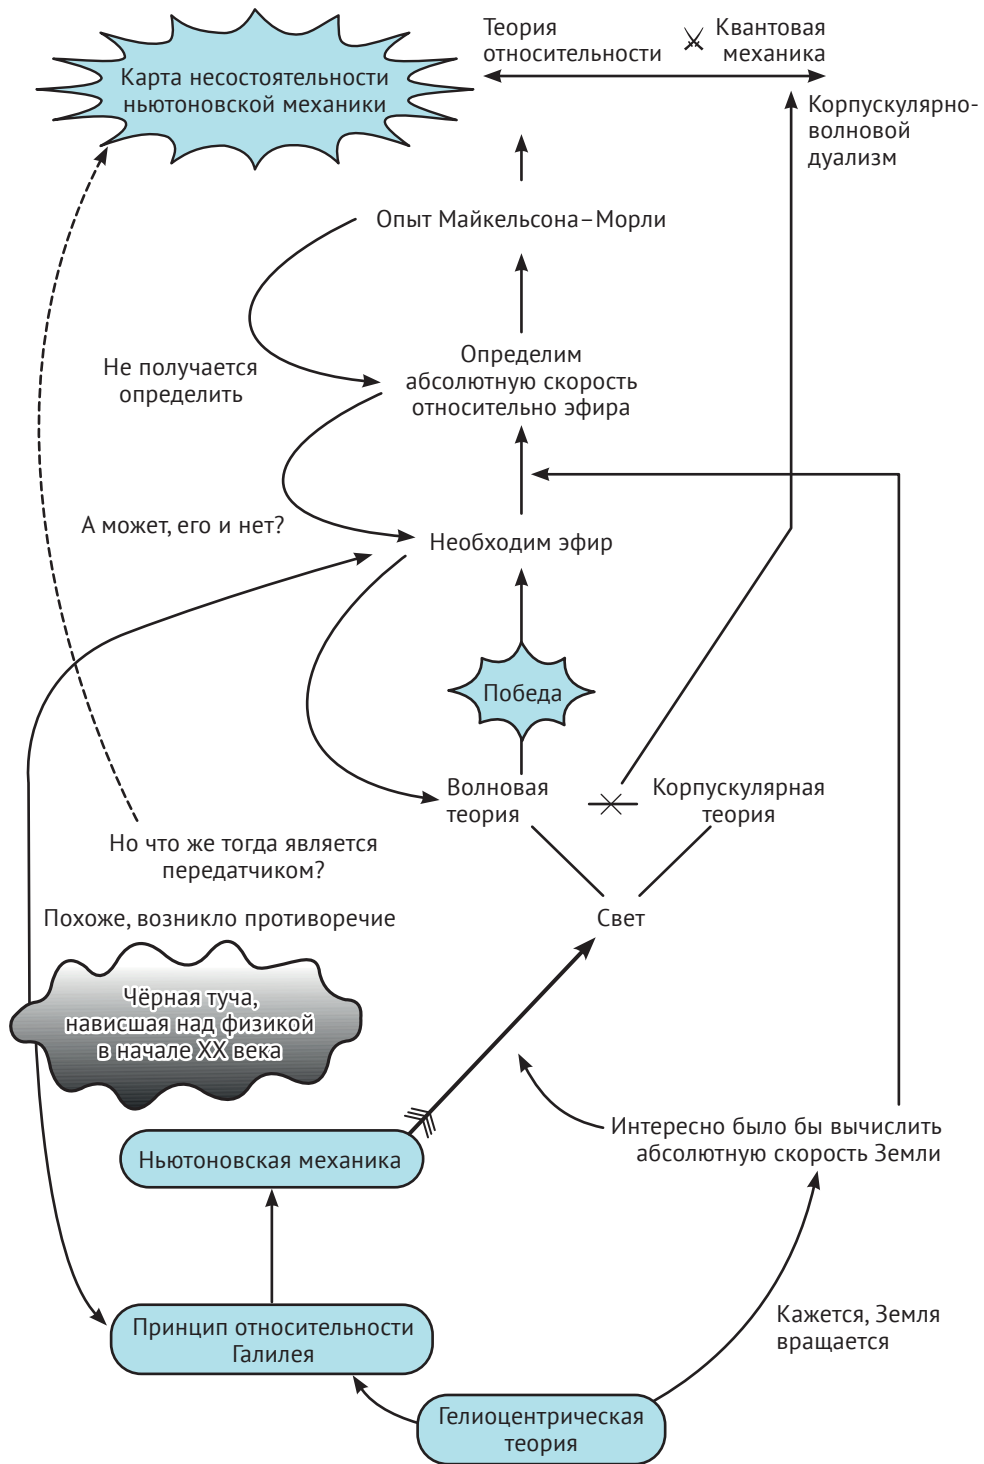 Карта несостоятельности
ньютоновской механики
Теория
относительности
Квантовая
механика
Корпускулярно-
волновой
дуализм
Опыт Майкельсона–Морли
Не получается
определить
Определим
абсолютную скорость
относительно эфира
А может, его и нет?
Необходим эфир
Победа
Волновая
теория
Корпускулярная
теория
Но что же тогда является
передатчиком?
Похоже, возникло противоречие
Свет
Чёрная туча,
нависшая над физикой
в начале XX века
Интересно было бы вычислить
абсолютную скорость Земли
Ньютоновская механика
Кажется, Земля
вращается
Принцип относительности
Галилея
Гелиоцентрическая
теория